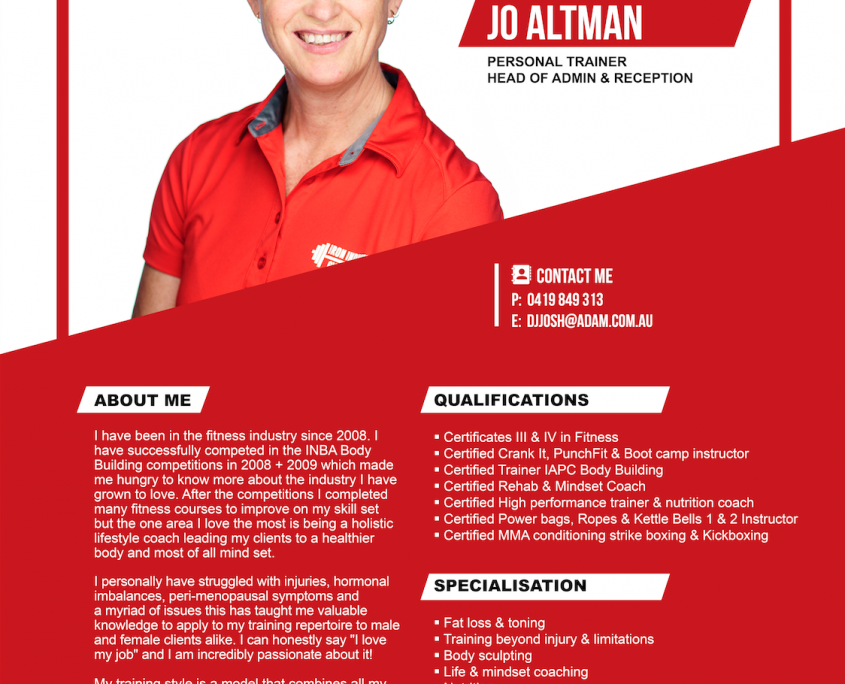 JO ALTMAN
PERSONAL TRAINER
HEAD OF ADMIN & RECEPTION
IRON
CONTACT ME
P: 0419 849 313
E: DJJOSH@ADAM.COM.AU
ABOUT ME
I have been in the fitness industry since 2008. I
have successfully competed in the INBA Body
Building competitions in 2008 + 2009 which made
me hungry to know more about the industry I have
grown to love. After the competitions I completed
many fitness courses to improve on my skill set
but the one area I love the most is being a holistic
lifestyle coach leading my clients to a healthier
body and most of all mind set.
I personally have struggled with injuries, hormonal
imbalances, peri-menopausal symptoms and
a myriad of issues this has taught me valuable
knowledge to apply to my training repertoire to male
and female clients alike. I can honestly say "I love
my job" and I am incredibly passionate about it!
My training style is a model that combines all my
QUALIFICATIONS
▪ Certificates III & IV in Fitness
▪ Certified Crank It, PunchFit & Boot camp instructor
▪ Certified Trainer IAPC Body Building
▪ Certified Rehab & Mindset Coach
▪ Certified High performance trainer & nutrition coach
▪ Certified Power bags, Ropes & Kettle Bells 1 & 2 Instructor
▪ Certified MMA conditioning strike boxing & Kickboxing
SPECIALISATION
▪ Fat loss & toning
▪ Training beyond injury & limitations
▪ Body sculpting
▪ Life & mindset coaching